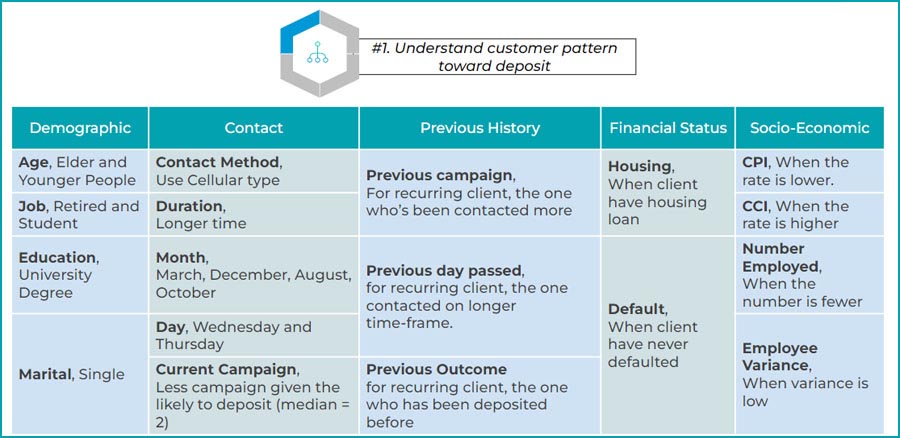 #1. Understand customer pattern
toward deposit
Demographic
Contact
Previous History
Financial Status
Socio-Economic
Age, Elder and
Younger People
Contact Method,
Use Cellular type
Previous campaign,
For recurring client, the one
who's been contacted more
Housing,
When client
have housing
loan
CPI, When the
rate is lower.
Job, Retired and
Student
Duration,
Longer time
CCI, When the
rate is higher
Education,
University
Degree
Month,
March, December, August,
October
Previous day passed,
for recurring client, the one
contacted on longer
time-frame.
Default,
When client
have never
defaulted
Number
Employed,
When the
number is fewer
Marital, Single
Day, Wednesday and
Thursday
Employee
Variance,
When variance is
low
Current Campaign,
Less campaign given the
likely to deposit (median =
2)
Previous Outcome
for recurring client, the one
who has been deposited
before